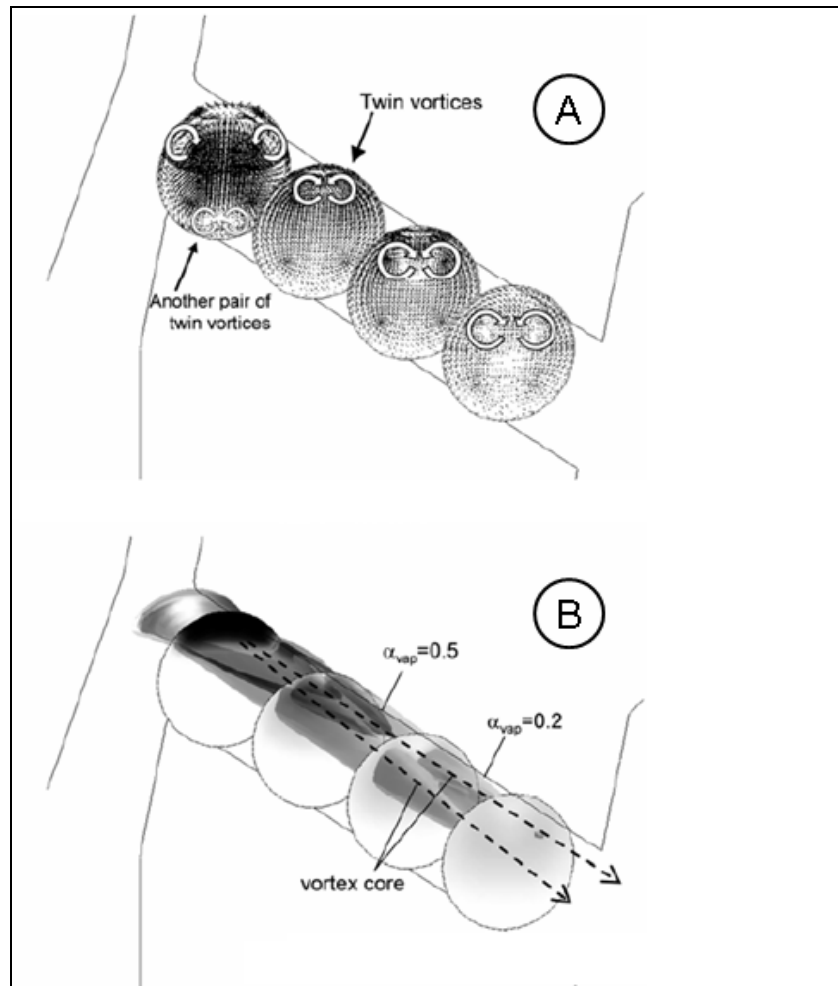 A
Twin vortices
Another pair of
twin vortices
B
αvap=0.5
αvap=0.2
vortex core